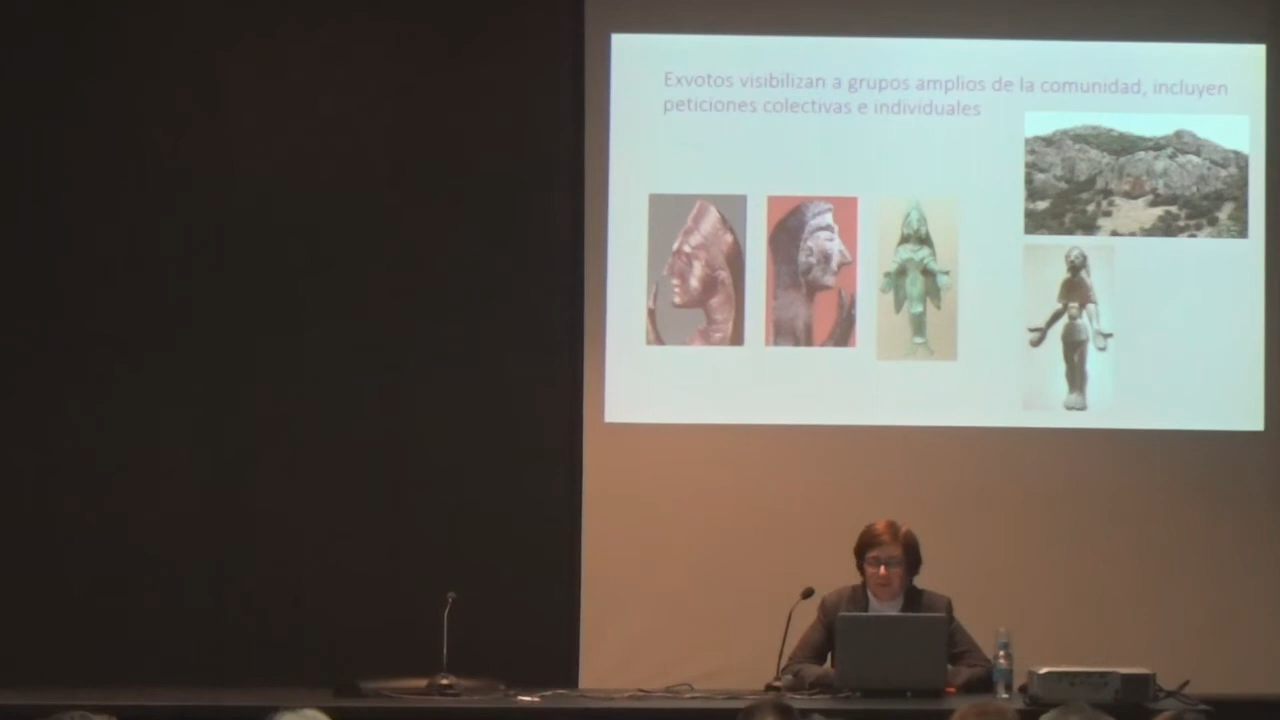 Exvotos visibilizan a grupos amplios de la comunidad, incluyen
peticiones colectivas e individuales